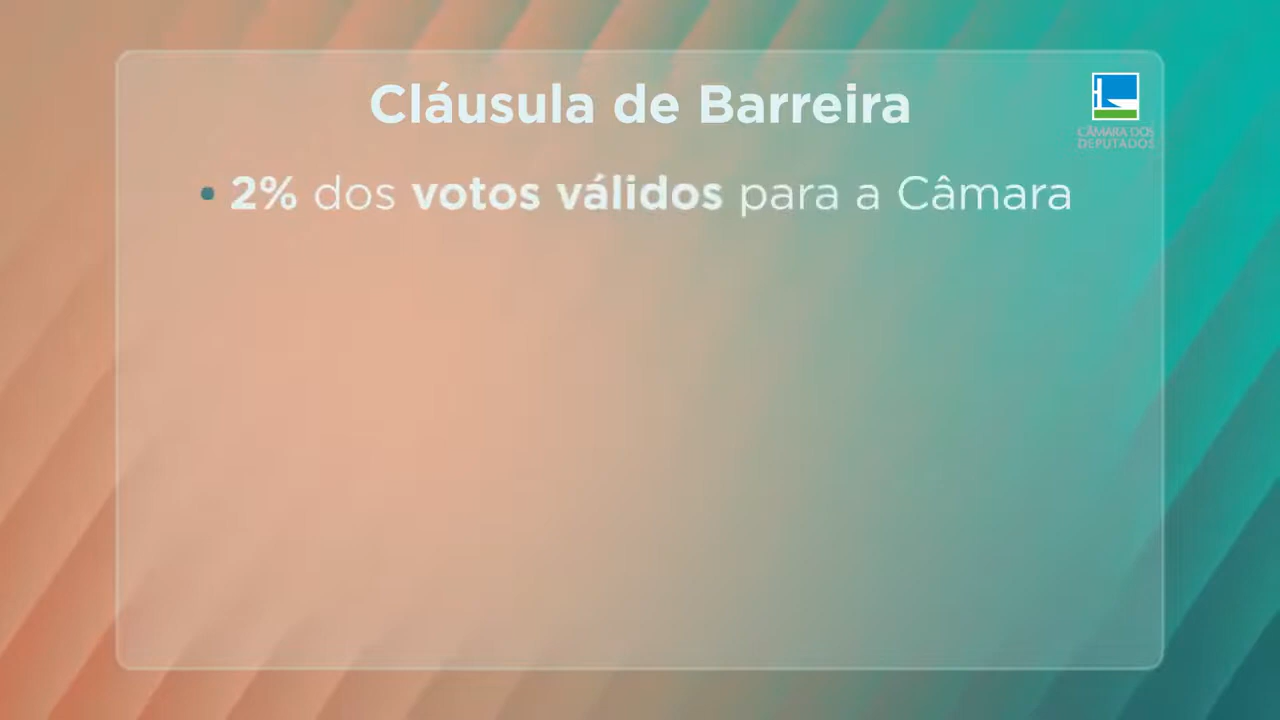 Cláusula de Barreira
CÂMARA DOS
DEPUTADOS
• 2% dos votos válidos para a Câmara